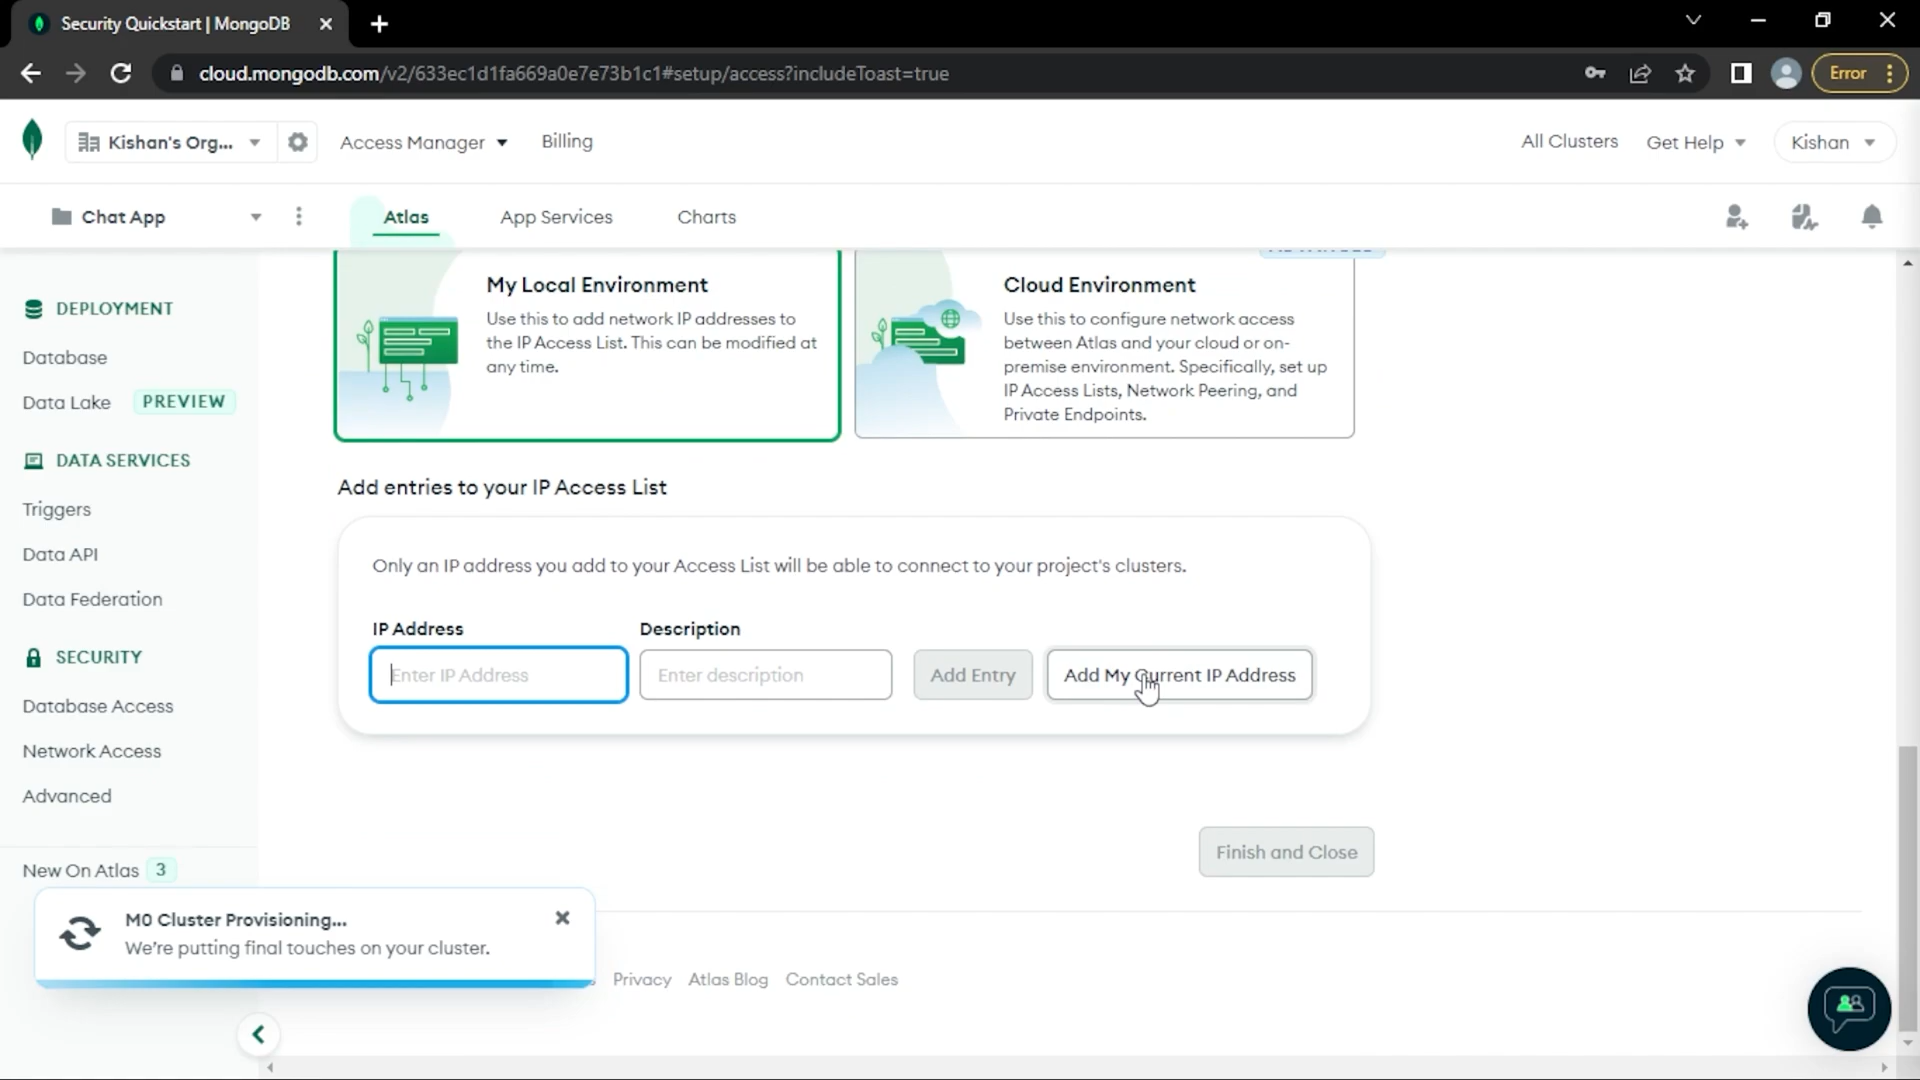 Security Quickstart | MongoDB
cloud.mongodb.com/v2/633ec1d1fa669a0e7e73b1c1#setup/access?includeToast=true
Error
Kishan's Org...
Access Manager
Billing
All Clusters
Get Help
Kishan
Chat App
Atlas
App Services
Charts
DEPLOYMENT
Database
Data Lake
PREVIEW
DATA SERVICES
Triggers
Data API
Data Federation
SECURITY
Database Access
Network Access
Advanced
New On Atlas 3
My Local Environment
Use this to add network IP addresses to
the IP Access List. This can be modified at
any time.
Cloud Environment
Use this to configure network access
between Atlas and your cloud or on-
premise environment. Specifically, set up
IP Access Lists, Network Peering, and
Private Endpoints.
Add entries to your IP Access List
Only an IP address you add to your Access List will be able to connect to your project's clusters.
IP Address
Description
Enter IP Address
Enter description
Add Entry
Add My Current IP Address
Finish and Close
M0 Cluster Provisioning...
We're putting final touches on your cluster.
Privacy
Atlas Blog
Contact Sales